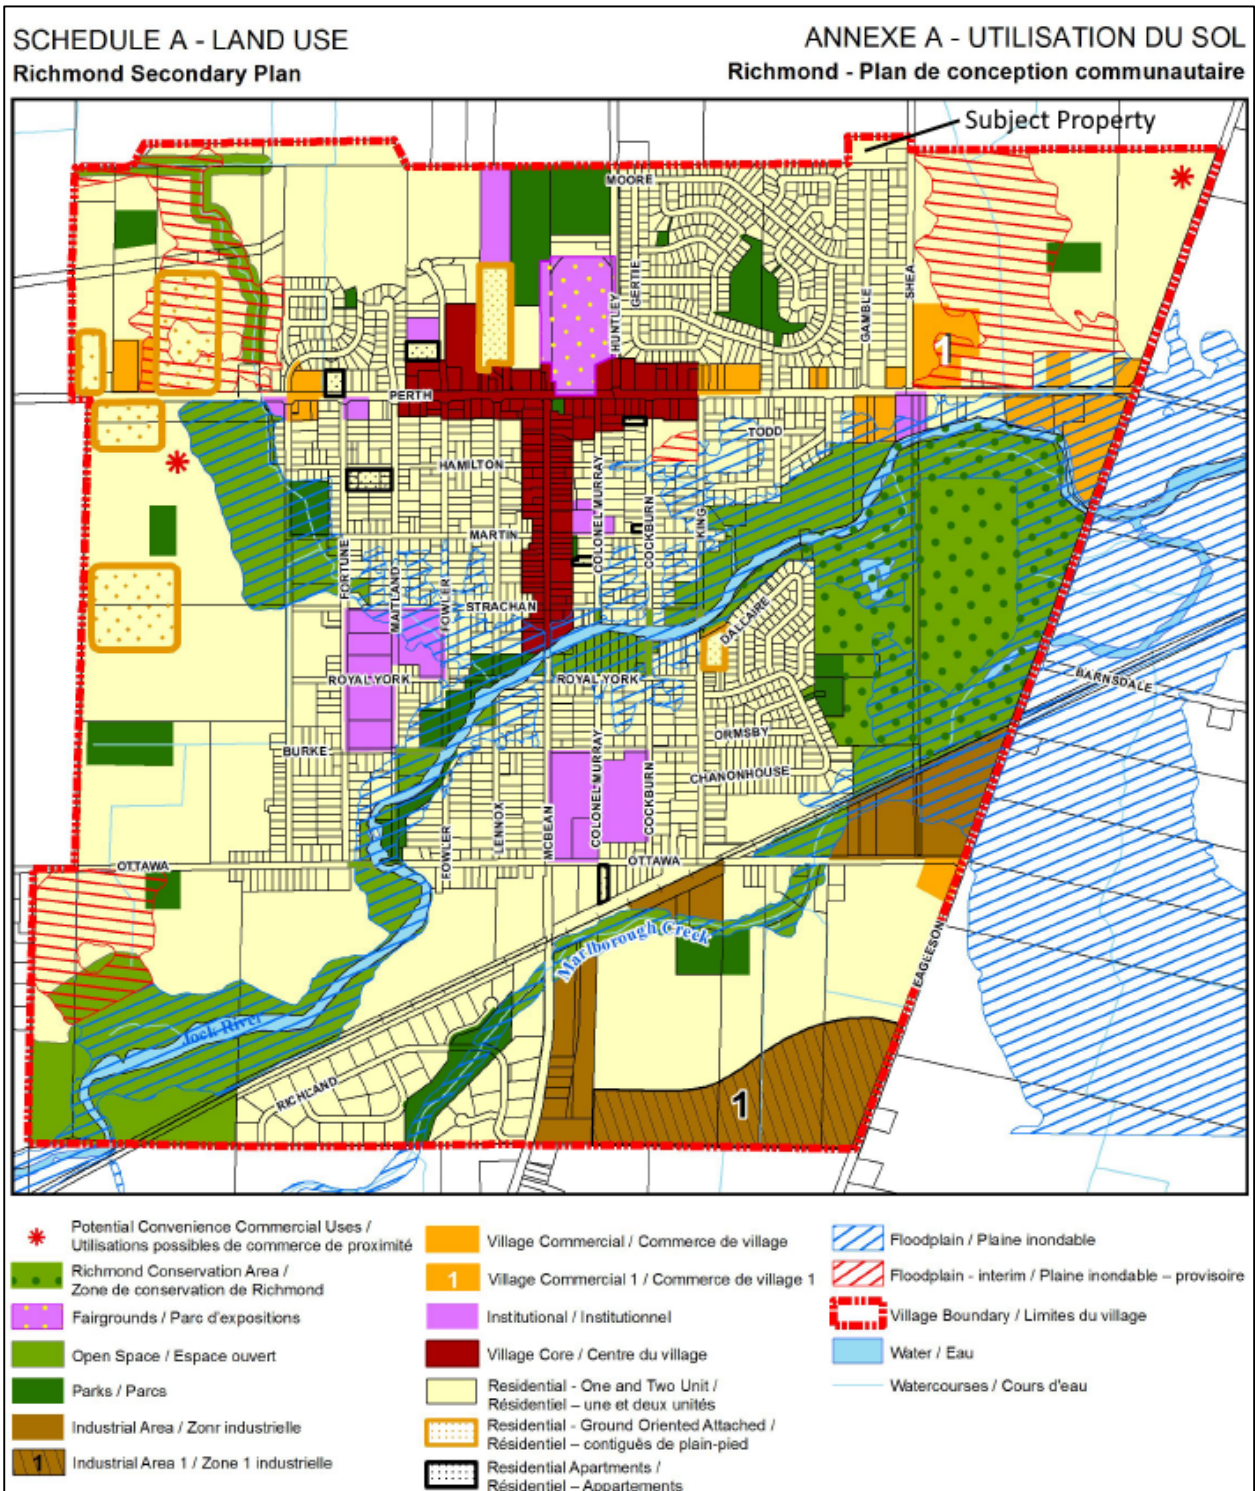 SCHEDULE A - LAND USE
Richmond Secondary Plan
ANNEXE A - UTILISATION DU SOL
Richmond - Plan de conception communautaire
Subject Property
MOORE
GERTIE
HUNTLEY
GAMBLE
SHEA
1
PERTH
TODD
HAMILTON
COLONEL MURRAY
COCKBURN
KING
MARTIN
FORTUNE
MAITLAND
FOWLER
STRACHAN
DALLAIRE
ROYAL YORK
ROYAL YORK
BARNSDALE
ORMSBY
BURKE
CHANONHOUSE
COLONEL MURRAY
COCKBURN
LENNOX
MCBEAN
FOWLER
OTTAWA
OTTAWA
EAGLESON
Marlborough Creek
Jock River
RICHLAND
1
Potential Convenience Commercial Uses /
Utilisations possibles de commerce de proximité
Richmond Conservation Area /
Zone de conservation de Richmond
Fairgrounds / Parc d'expositions
Open Space / Espace ouvert
Parks / Parcs
Industrial Area / Zonr industrielle
1
Industrial Area 1 / Zone 1 industrielle
Village Commercial / Commerce de village
1
Village Commercial 1 / Commerce de village 1
Institutional / Institutionnel
Village Core / Centre du village
Residential - One and Two Unit /
Résidentiel – une et deux unités
Residential - Ground Oriented Attached /
Résidentiel – contiguës de plain-pied
Residential Apartments /
Résidentiel – Appartements
Floodplain / Plaine inondable
Floodplain - interim / Plaine inondable – provisoire
Village Boundary / Limites du village
Water / Eau
Watercourses / Cours d'eau